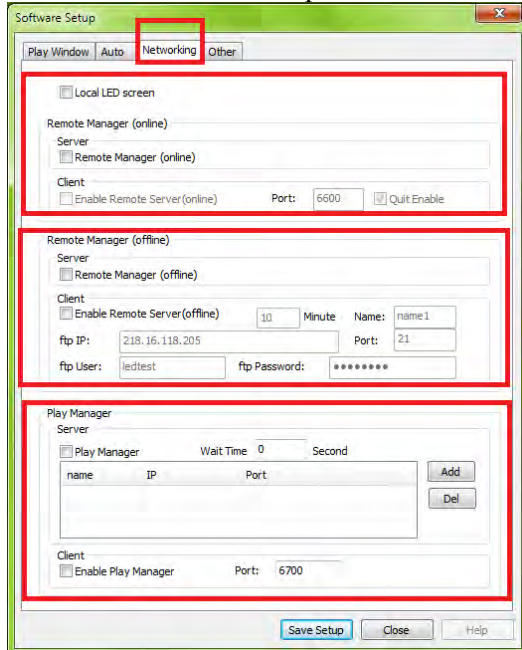 Software Setup
Play Window Auto Networking Other
Local LED screen
Remote Manager (online)
Server
Remote Manager (online)
Client
Enable Remote Server(online) Port: 6600 Quit Enable
Remote Manager (offline)
Server
Remote Manager (offline)
Client
Enable Remote Server(offline) 10 Minute Name: name1
ftp IP: 218.16.118.205 Port: 21
ftp User: ledtest ftp Password: ●●●●●●●●
Play Manager
Server
Play Manager Wait Time 0 Second
name IP Port Add
Del
Client
Enable Play Manager Port: 6700
Save Setup Close Help